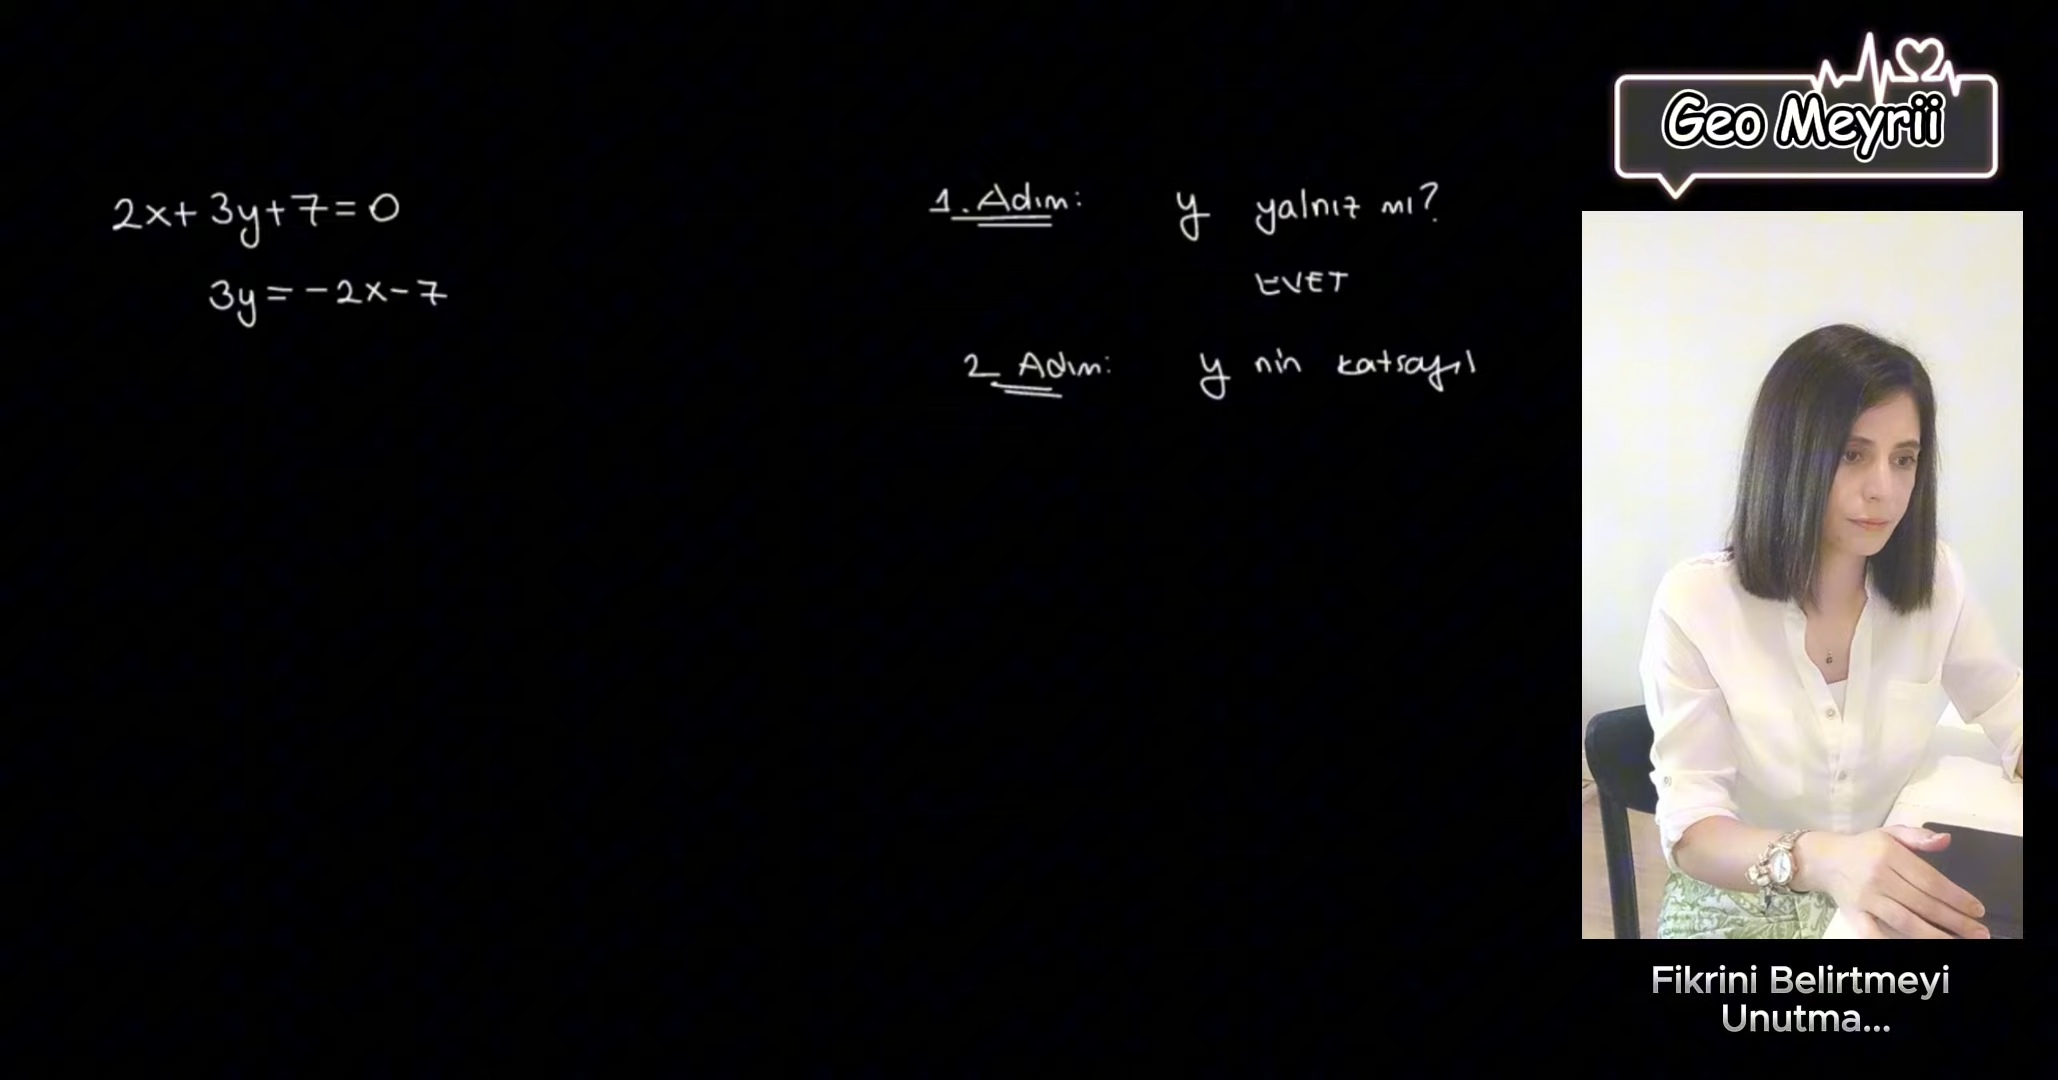 2x+3y+7=0
3y=-2x-7
1. Adım: y yalnız mı?
EVET
2 Adım: y nin katsayıl
Geo Meyrii
Fikrini Belirtmeyi
Unutma...